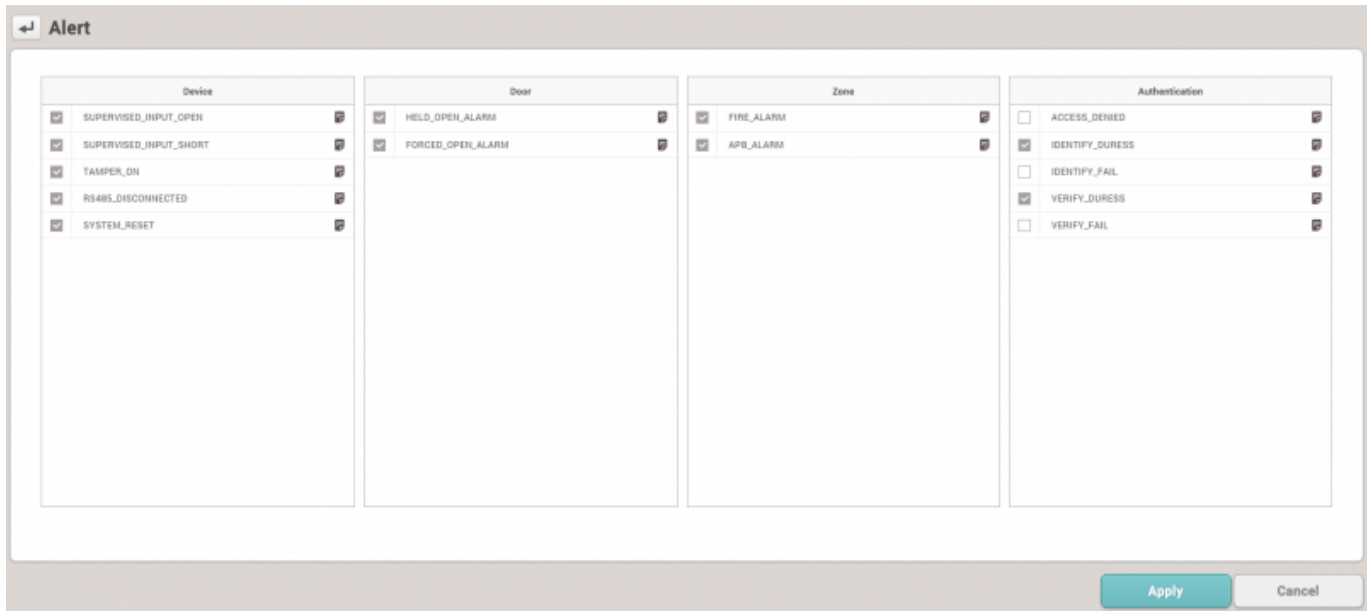 Alert
Device
SUPERVISED_INPUT_OPEN
SUPERVISED_INPUT_SHORT
TAMPER_ON
RS485_DISCONNECTED
SYSTEM_RESET
Door
HELD_OPEN_ALARM
FORCED_OPEN_ALARM
Zone
FIRE_ALARM
APB_ALARM
Authentication
ACCESS_DENIED
IDENTIFY_DURESS
IDENTIFY_FAIL
VERIFY_DURESS
VERIFY_FAIL
Apply
Cancel